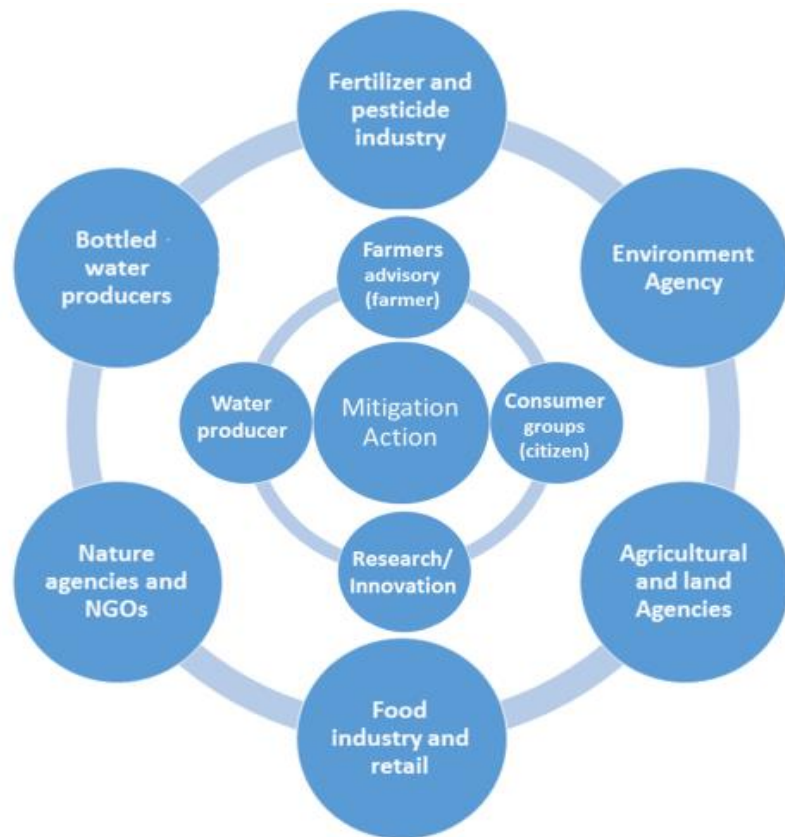 Fertilizer and
pesticide
industry
Bottled
water
producers
Farmers
advisory
(farmer)
Environment
Agency
Water
producer
Mitigation
Action
Consumer
groups
(citizen)
Nature
agencies and
NGOs
Research/
Innovation
Agricultural
and land
Agencies
Food
industry and
retail